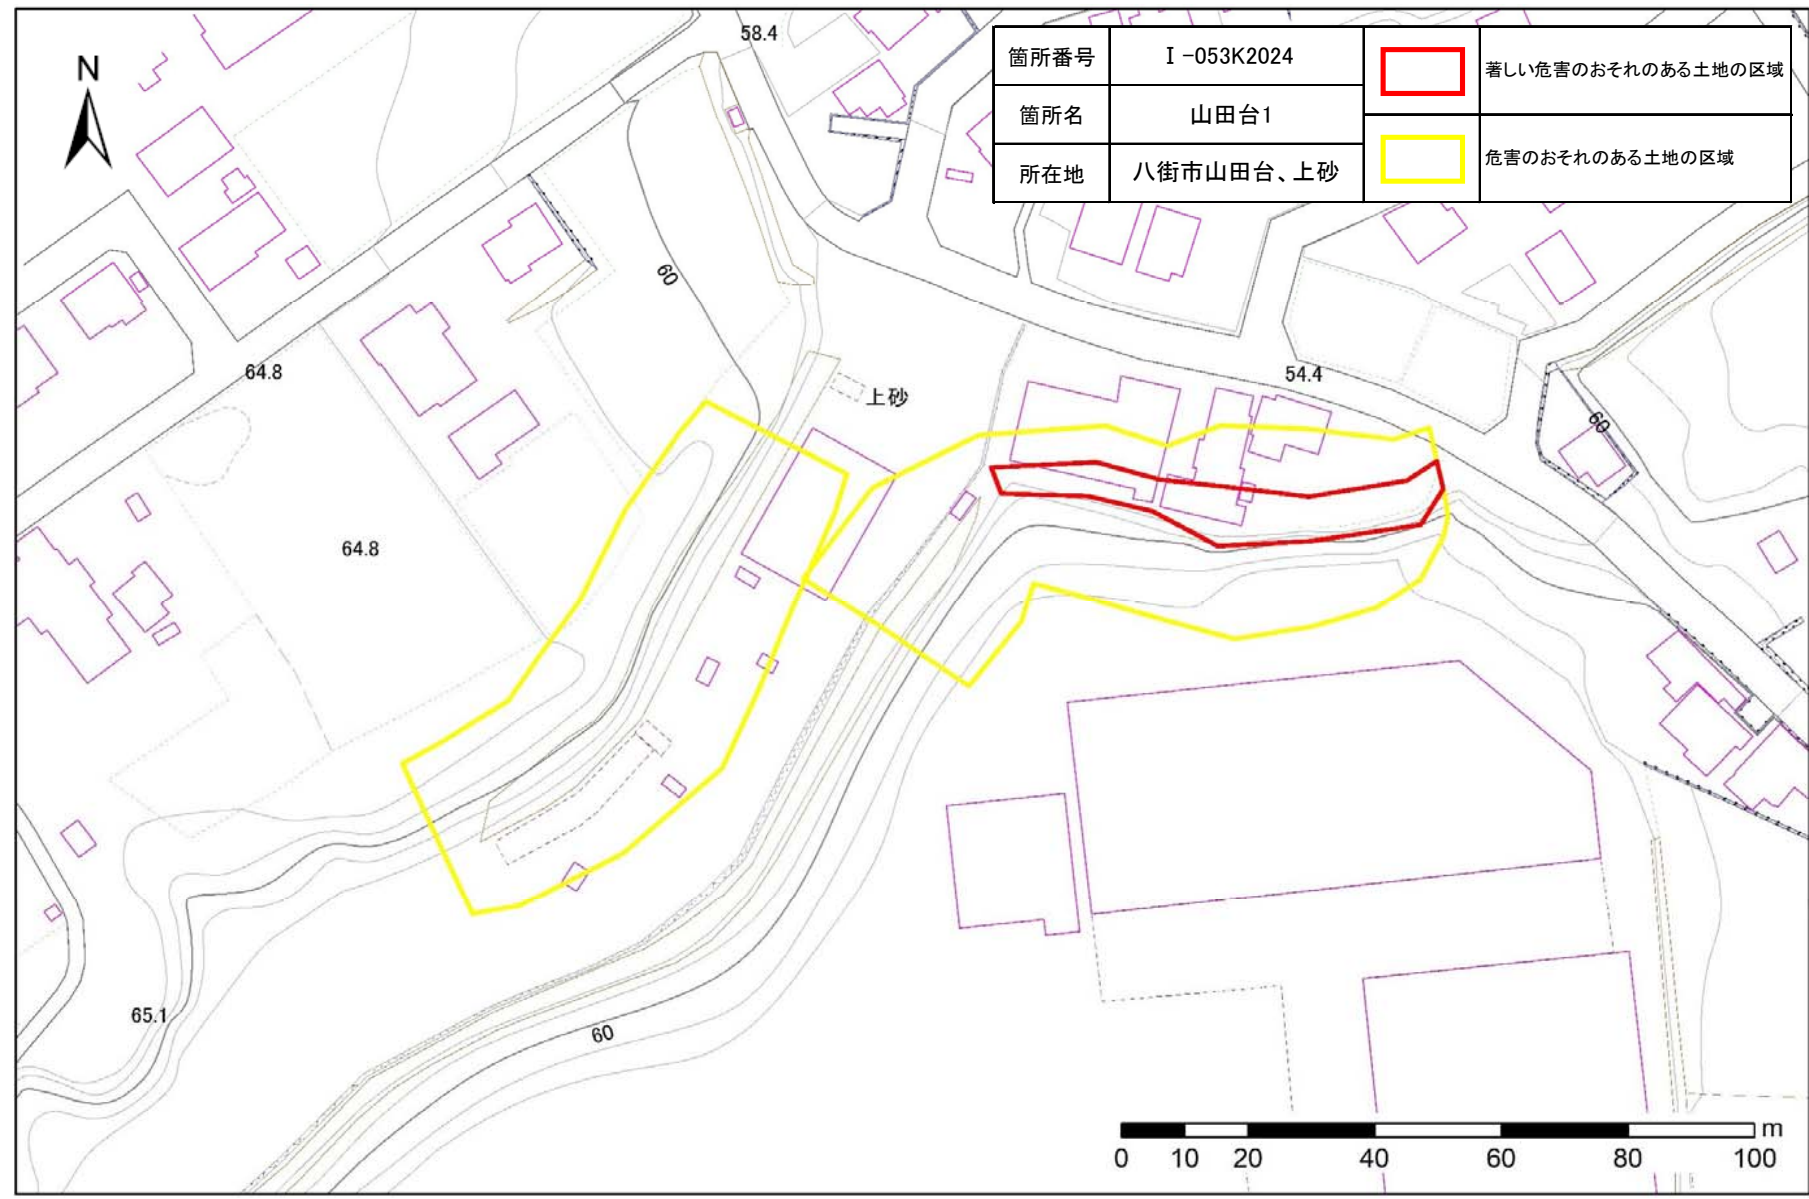 N
58.4
箇所番号 Ⅰ-053K2024
著しい危害のおそれのある土地の区域
箇所名 山田台1
危害のおそれのある土地の区域
所在地 八街市山田台、上砂
60
64.8
上砂
54.4
60
64.8
65.1
60
m
0 10 20 40 60 80 100